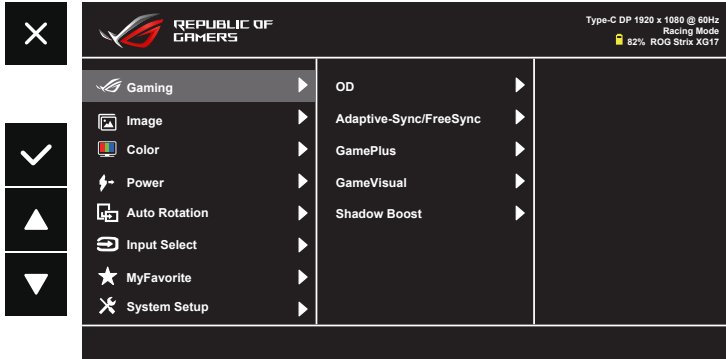 REPUBLIC OF
GAMERS
Type-C DP 1920 x 1080 @ 60Hz
Racing Mode
82% ROG Strix XG17
Gaming
Image
Color
Power
Auto Rotation
Input Select
MyFavorite
System Setup
OD
Adaptive-Sync/FreeSync
GamePlus
GameVisual
Shadow Boost